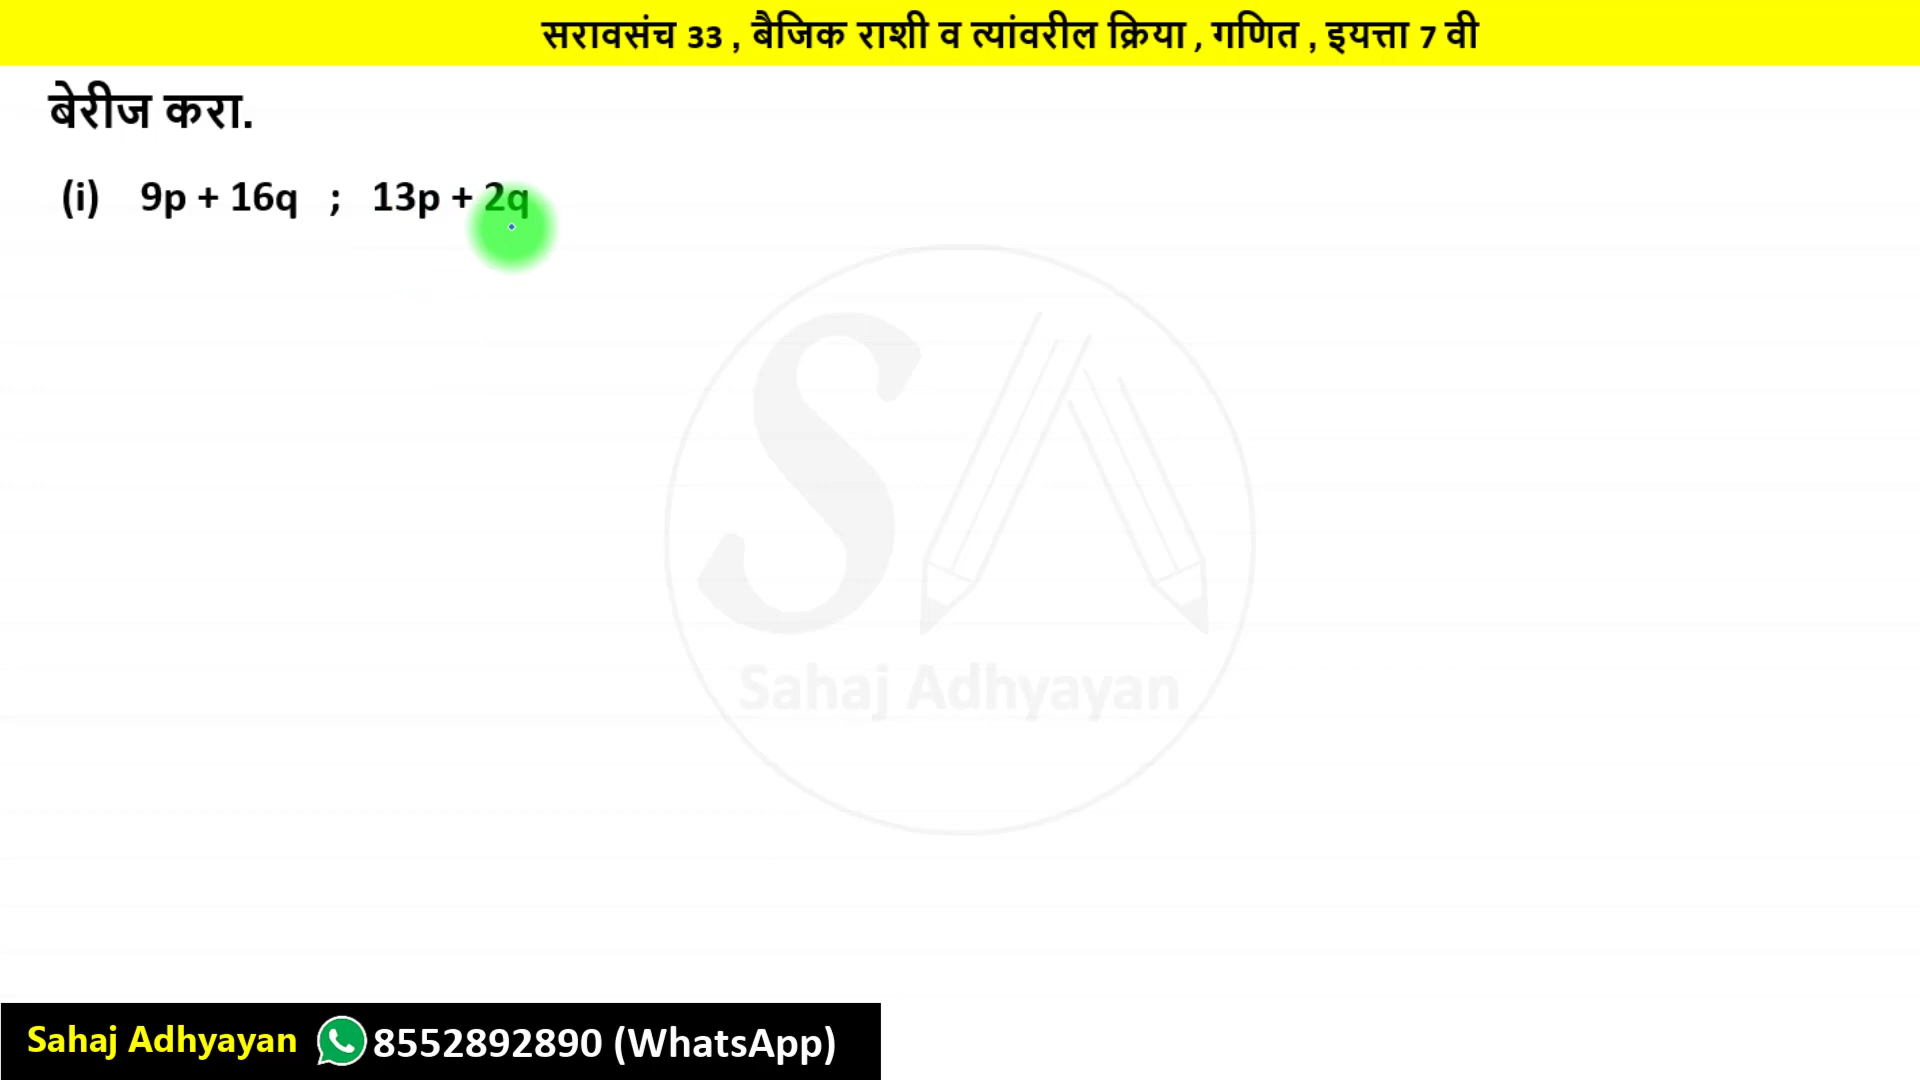 सरावसंच 33 , बैजिक राशी व त्यांवरील क्रिया , गणित , इयत्ता 7 वी
बेरीज करा.
(i) 9p + 16q ; 13p + 2q
Sahaj Adhyayan
Sahaj Adhyayan 8552892890 (WhatsApp)